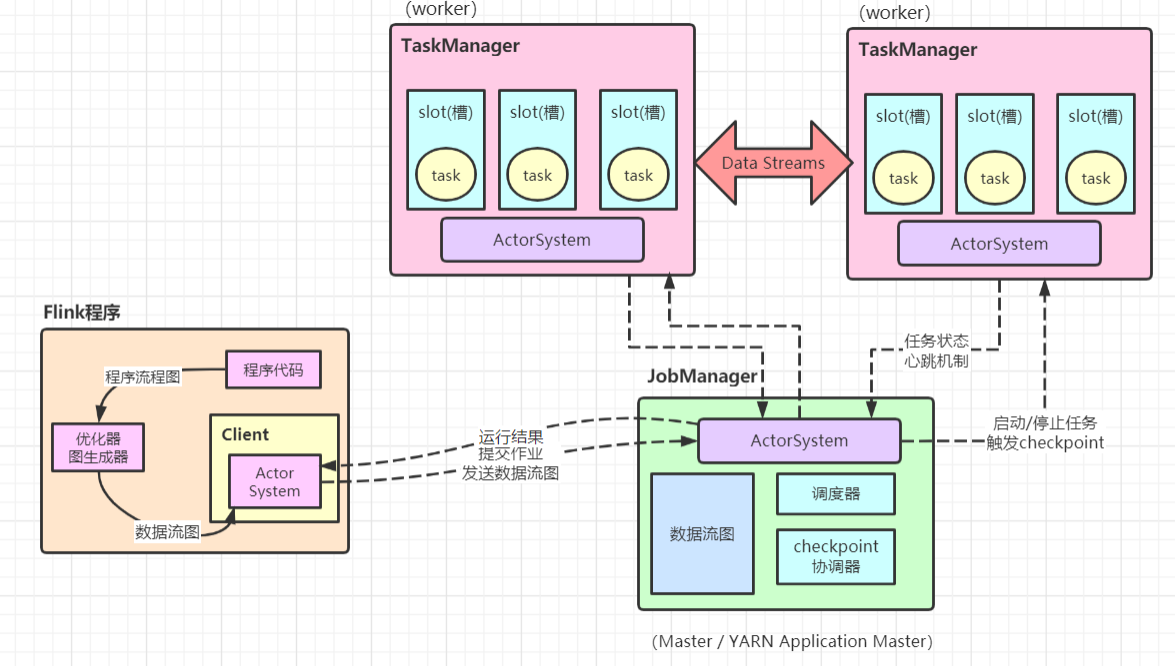 (worker)
(worker)
TaskManager
TaskManager
slot(槽)
slot(槽)
slot(槽)
slot(槽)
slot(槽)
slot(槽)
task
task
task
Data Streams
task
task
task
ActorSystem
ActorSystem
Flink程序
程序代码
程序流程图
优化器
图生成器
Client
Actor
System
数据流图
运行结果
提交作业
发送数据流图
任务状态
心跳机制
JobManager
ActorSystem
启动/停止任务
触发checkpoint
数据流图
调度器
checkpoint
协调器
(Master / YARN Application Master)